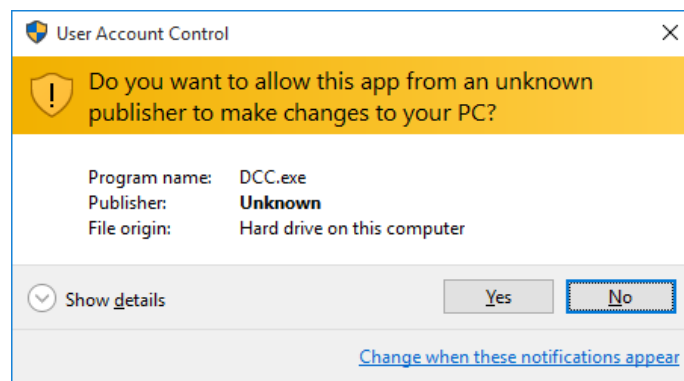 User Account Control
Do you want to allow this app from an unknown
publisher to make changes to your PC?
Program name: DCC.exe
Publisher: Unknown
File origin: Hard drive on this computer
Show details
Yes
No
Change when these notifications appear